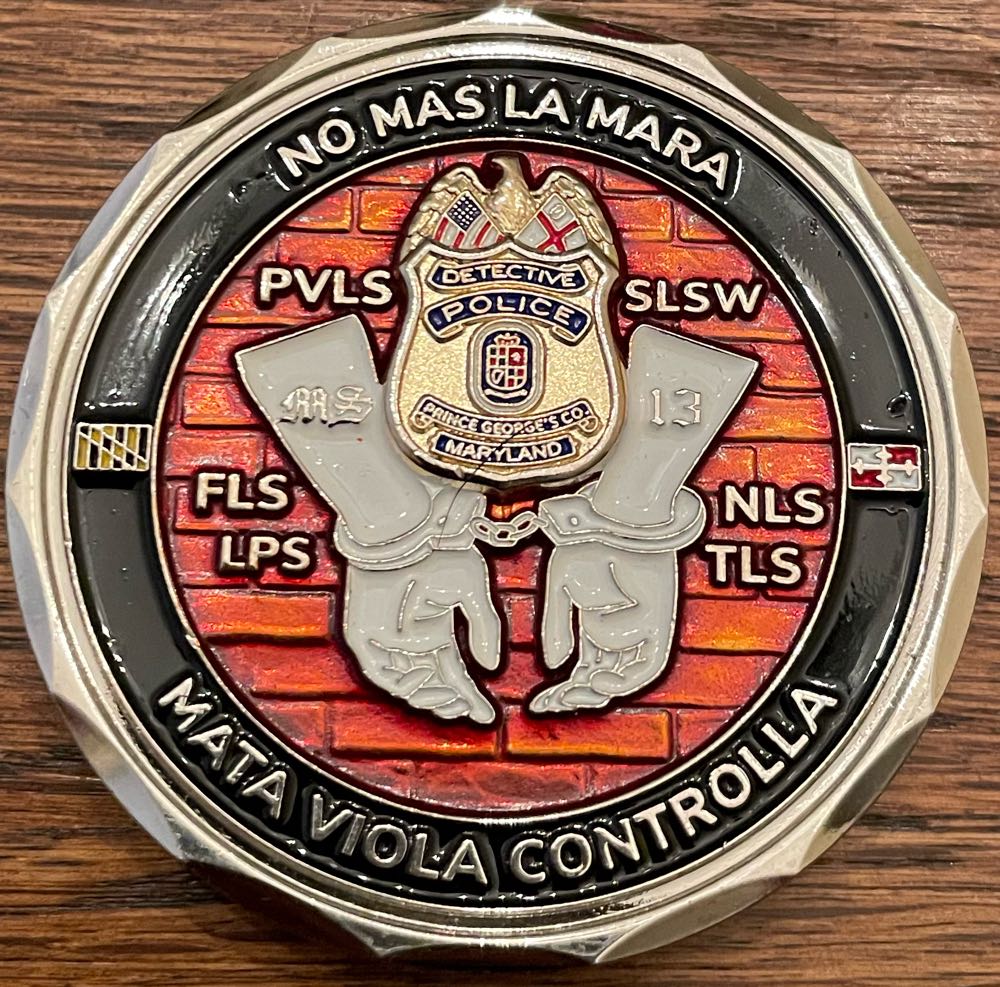 NO MAS LA MARA
PVLS
SLSW
DETECTIVE
POLICE
PRINCE GEORGE'S CO.
MARYLAND
MS
13
FLS
NLS
LPS
TLS
MATA VIOLA CONTROLLA